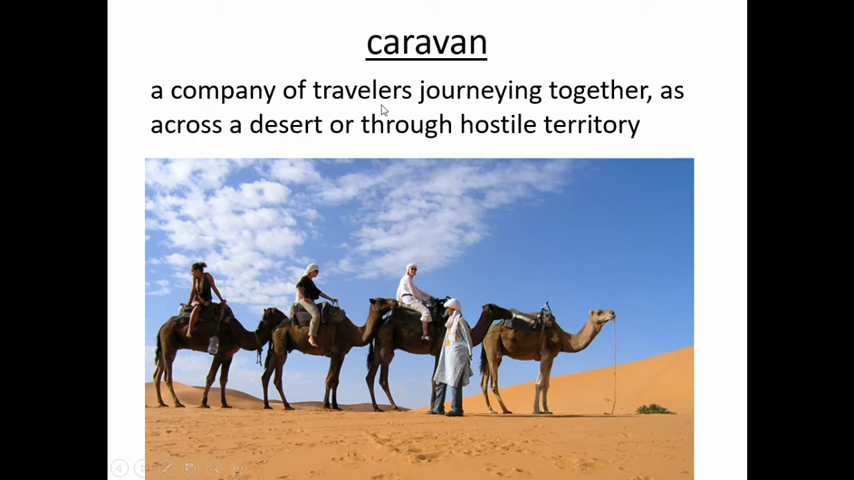 caravan
a company of travelers journeying together, as
across a desert or through hostile territory